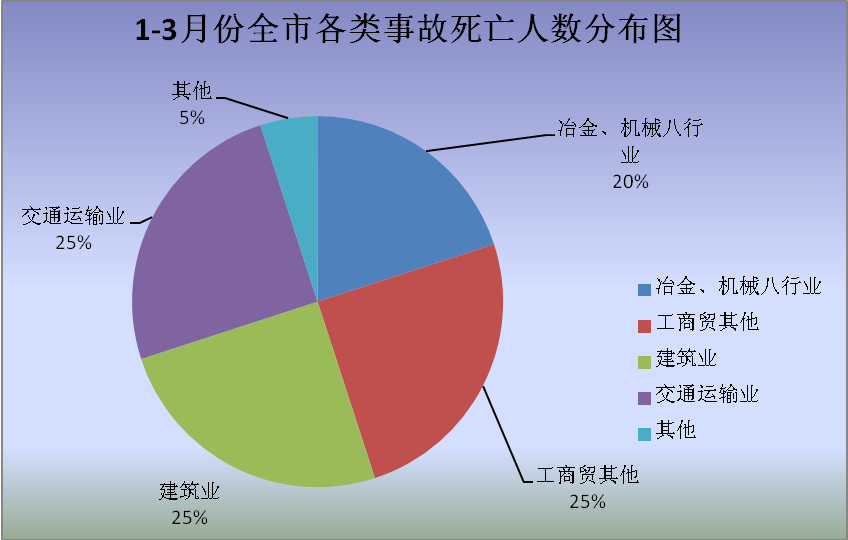 1-3月份全市各类事故死亡人数分布图
其他
5%
冶金、机械八行
业
20%
交通运输业
25%
冶金、机械八行业
工商贸其他
建筑业
交通运输业
其他
工商贸其他
25%
建筑业
25%